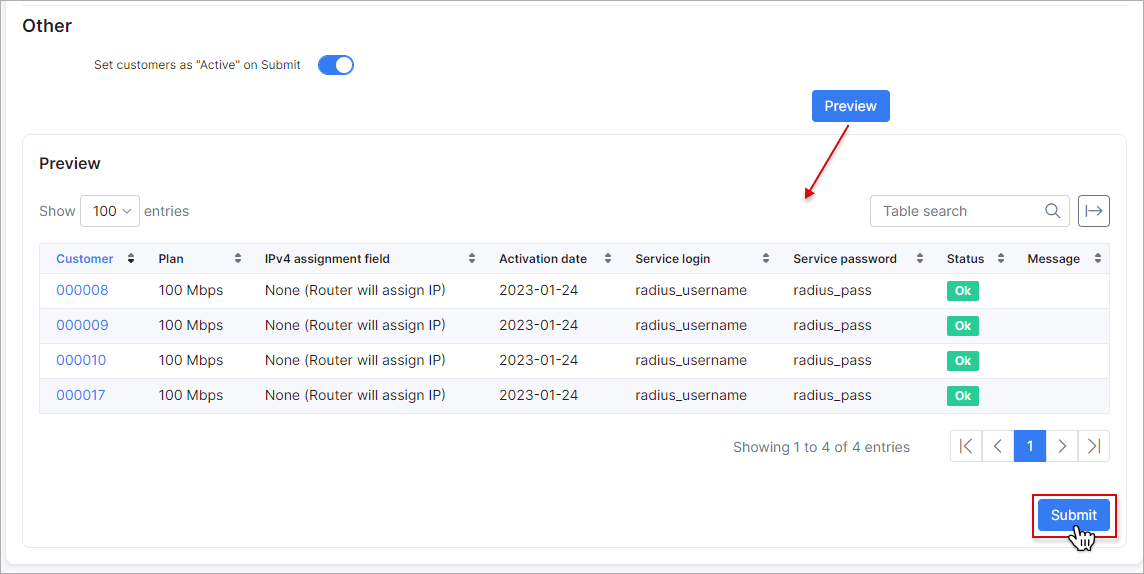 Other
Set customers as "Active" on Submit
Preview
Preview
Show 100 entries
Table search
Customer Plan IPv4 assignment field Activation date Service login Service password Status Message
000008 100 Mbps None (Router will assign IP) 2023-01-24 radius_username radius_pass Ok
000009 100 Mbps None (Router will assign IP) 2023-01-24 radius_username radius_pass Ok
000010 100 Mbps None (Router will assign IP) 2023-01-24 radius_username radius_pass Ok
000017 100 Mbps None (Router will assign IP) 2023-01-24 radius_username radius_pass Ok
Showing 1 to 4 of 4 entries 1
Submit